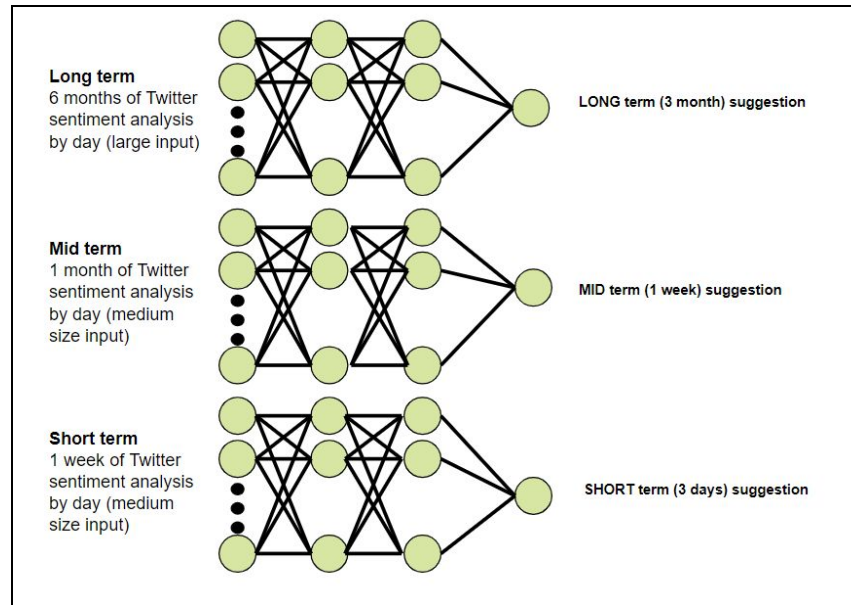 Long term
6 months of Twitter
sentiment analysis
by day (large input)
LONG term (3 month) suggestion
Mid term
1 month of Twitter
sentiment analysis
by day (medium
size input)
MID term (1 week) suggestion
Short term
1 week of Twitter
sentiment analysis
by day (medium
size input)
SHORT term (3 days) suggestion